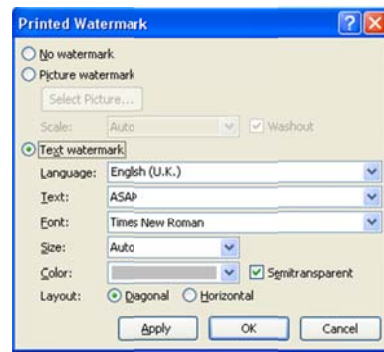 Printed Watermark
No watermark
Picture watermark
Select Picture...
Scale: Auto Washout
Text watermark
Language: English (U.K.)
Text: ASAP
Font: Times New Roman
Size: Auto
Color: Semitransparent
Layout: Diagonal Horizontal
Apply OK Cancel